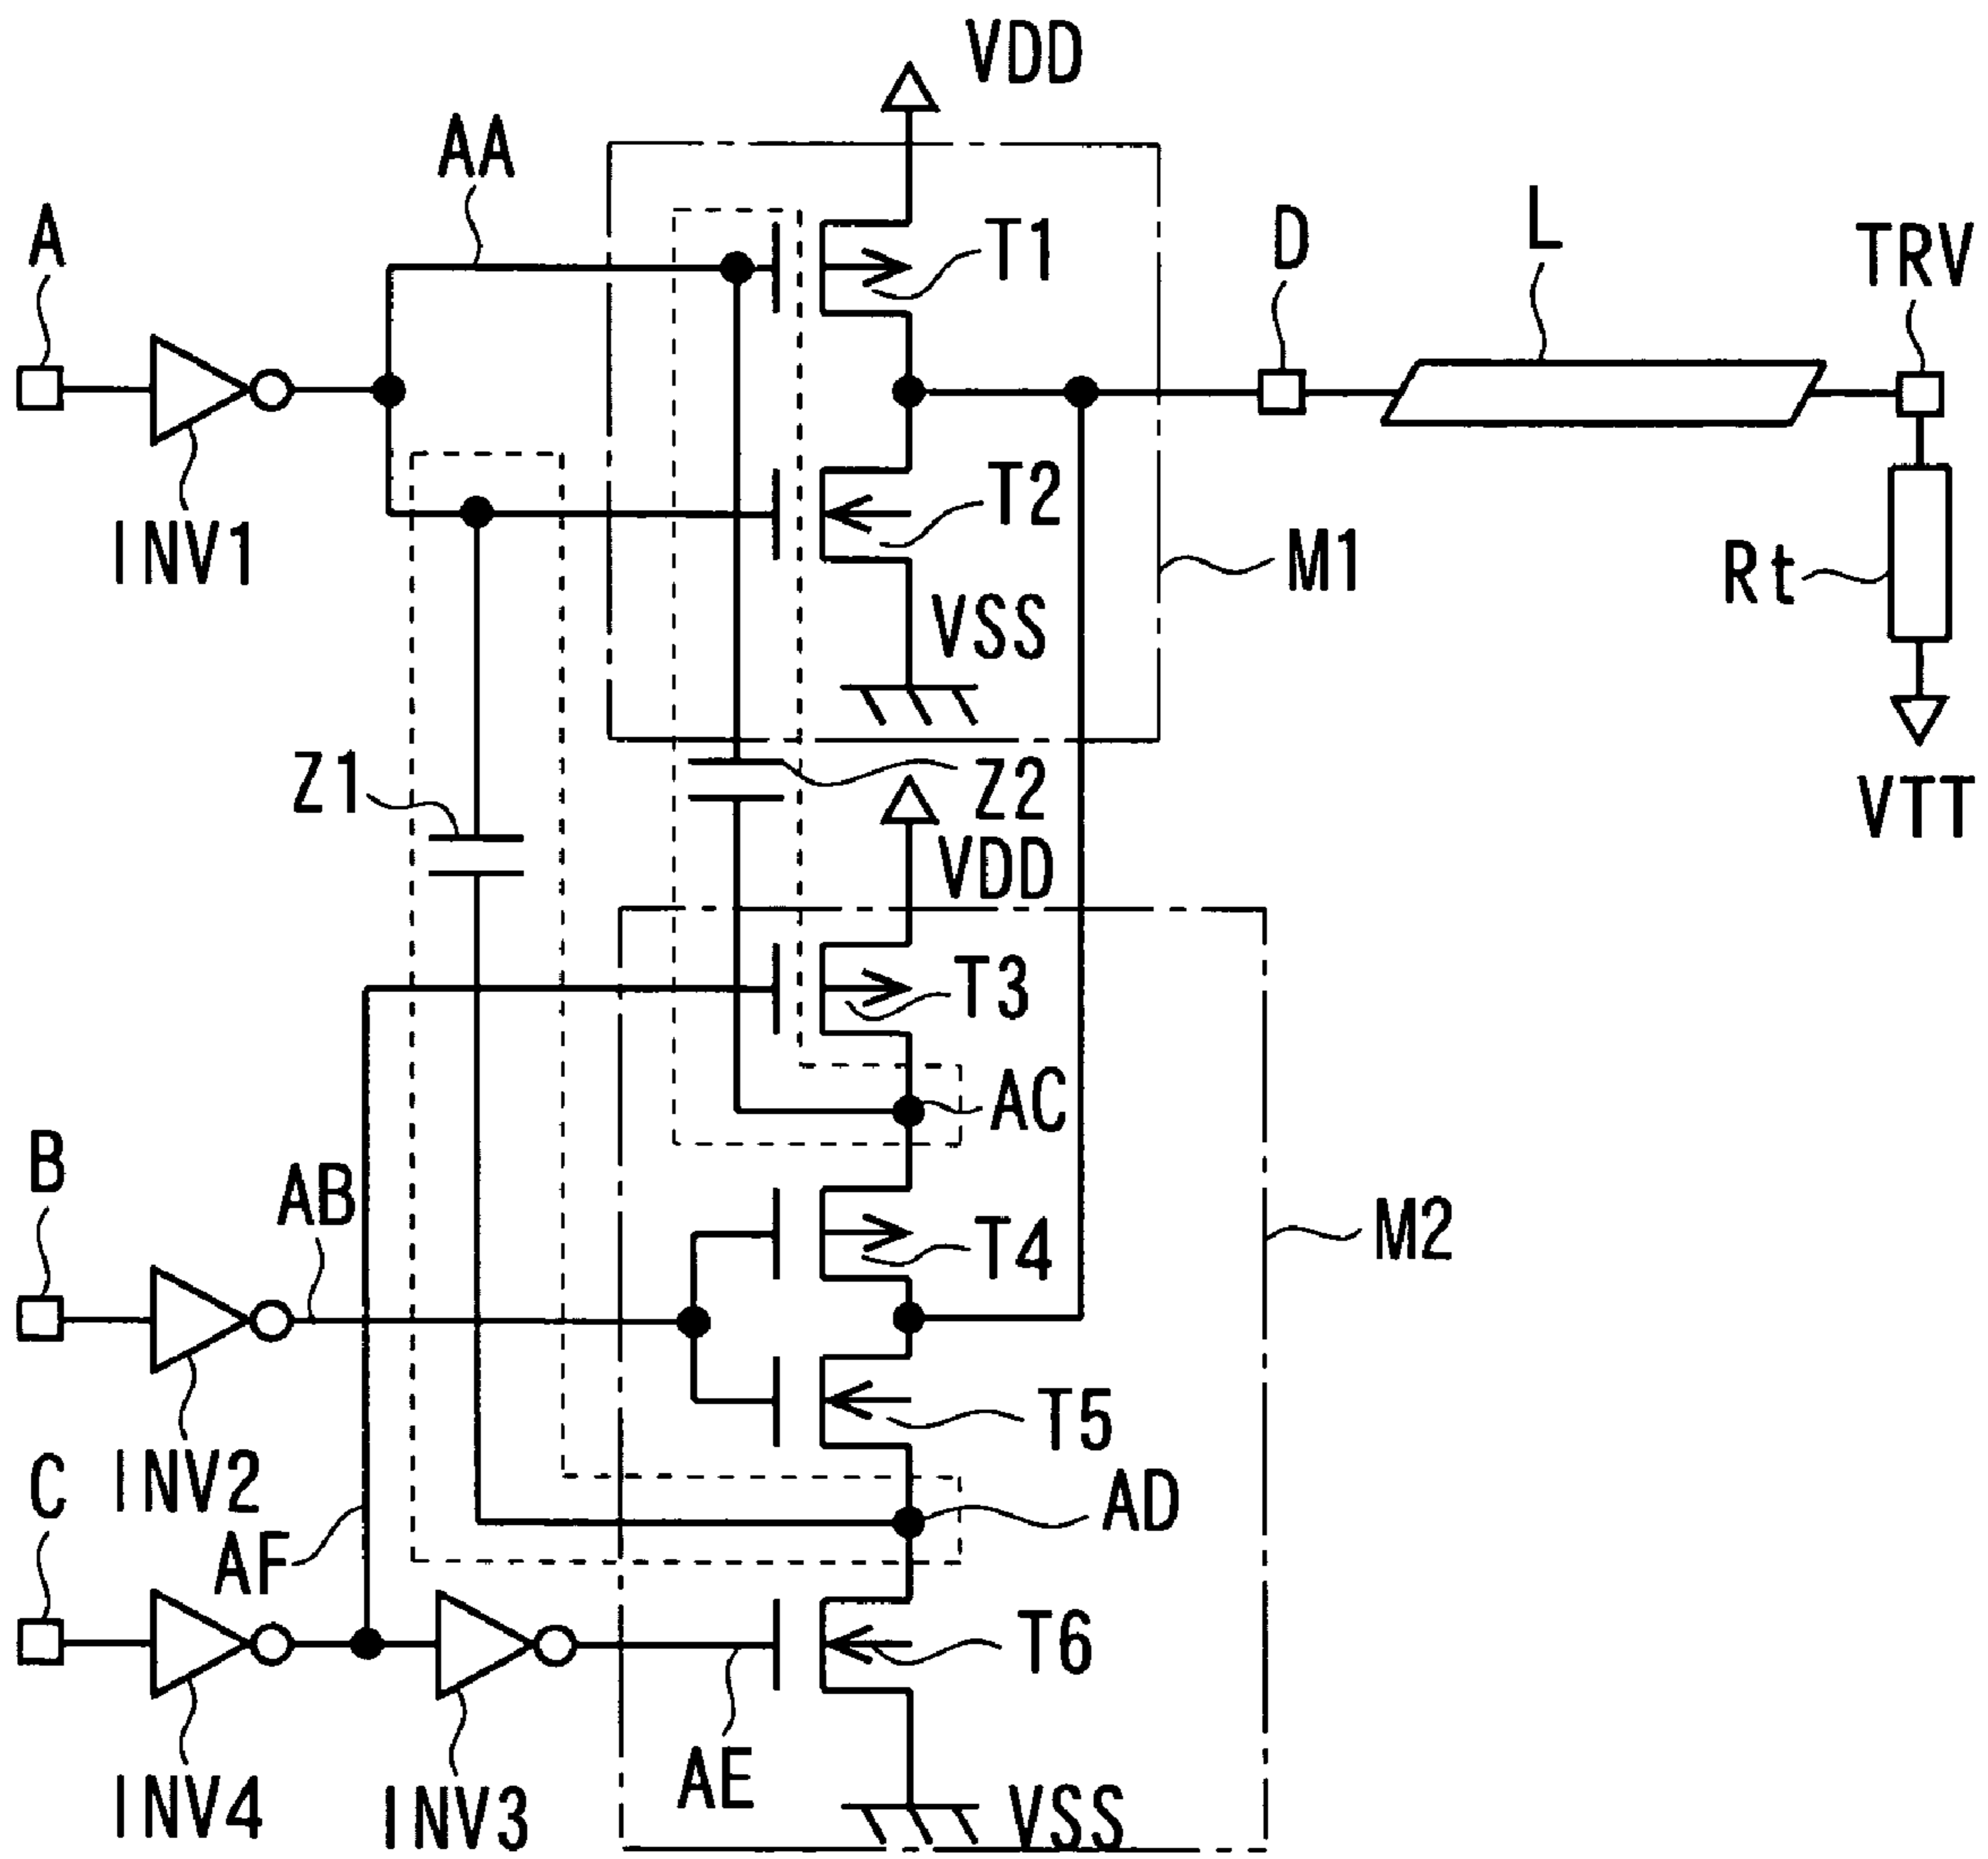 VDD
AA
A
T1
D
L
TRV
INV1
T2
M1
Rt
VSS
Z1
Z2
VTT
VDD
T3
AC
B
AB
T4
M2
T5
C
INV2
AD
AF
T6
AE
INV4
INV3
VSS